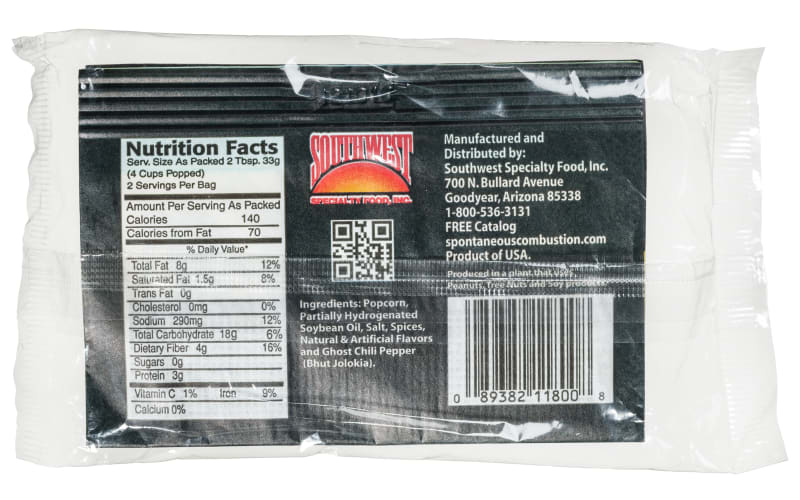 Nutrition Facts
Serv. Size As Packed 2 Tbsp. 33g
(4 Cups Popped)
2 Servings Per Bag
Amount Per Serving As Packed
Calories 140
Calories from Fat 70
% Daily Value*
Total Fat 8g 12%
Saturated Fat 1.5g 8%
Trans Fat 0g
Cholesterol 0mg 0%
Sodium 290mg 12%
Total Carbohydrate 18g 6%
Dietary Fiber 4g 16%
Sugars 0g
Protein 3g
Vitamin C 1% Iron 9%
Calcium 0%
SOUTHWEST
SPECIALTY FOOD, INC.
Ingredients: Popcorn,
Partially Hydrogenated
Soybean Oil, Salt, Spices,
Natural & Artificial Flavors
and Ghost Chili Pepper
(Bhut Jolokia).
Manufactured and
Distributed by:
Southwest Specialty Food, Inc.
700 N. Bullard Avenue
Goodyear, Arizona 85338
1-800-536-3131
FREE Catalog
spontaneouscombustion.com
Product of USA.
Produced in a plant that uses
Peanuts, Tree Nuts and Soy products.
0 89382 11800 8